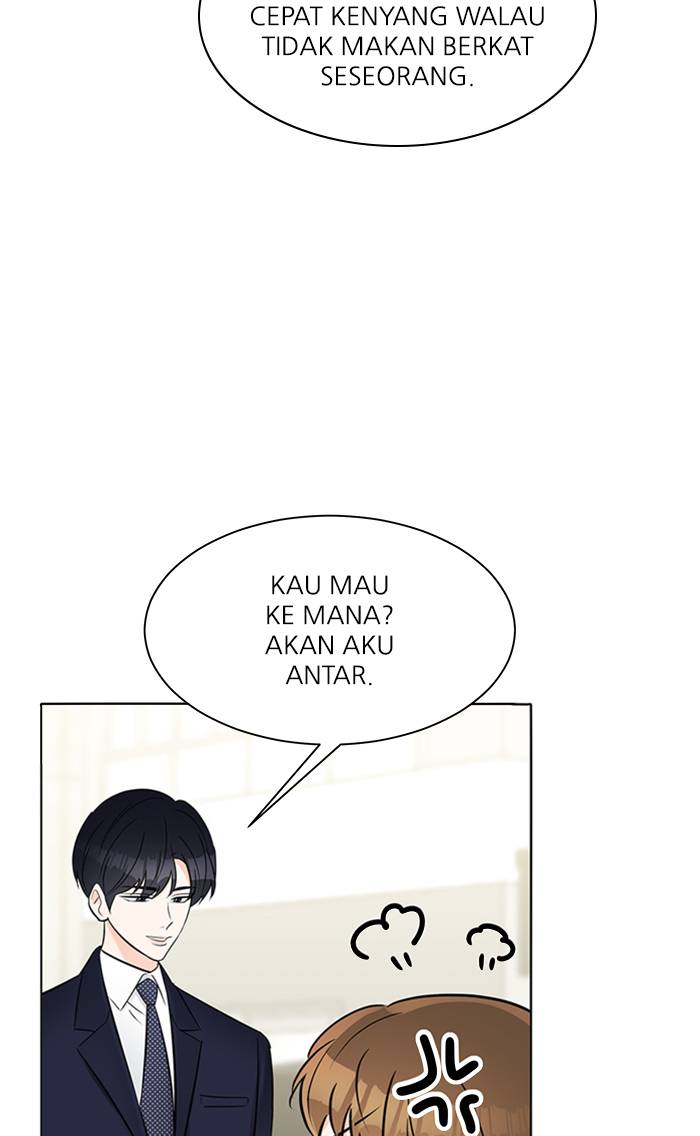 CEPAT KENYANG WALAU
TIDAK MAKAN BERKAT
SESEORANG.
KAU MAU
KE MANA?
AKAN AKU
ANTAR.